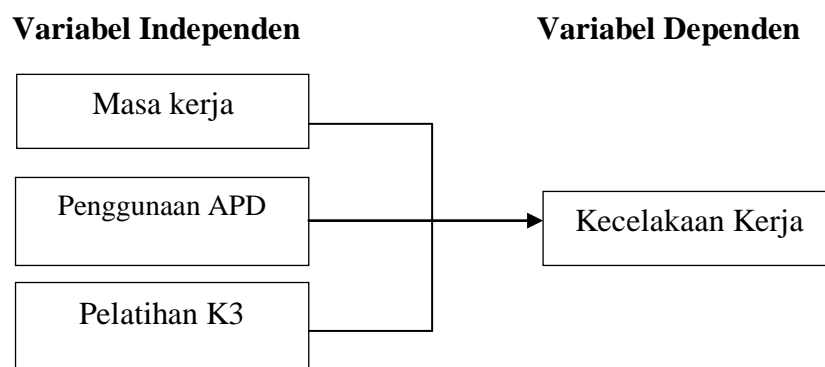 Variabel Independen
Variabel Dependen
Masa kerja
Penggunaan APD
Kecelakaan Kerja
Pelatihan K3